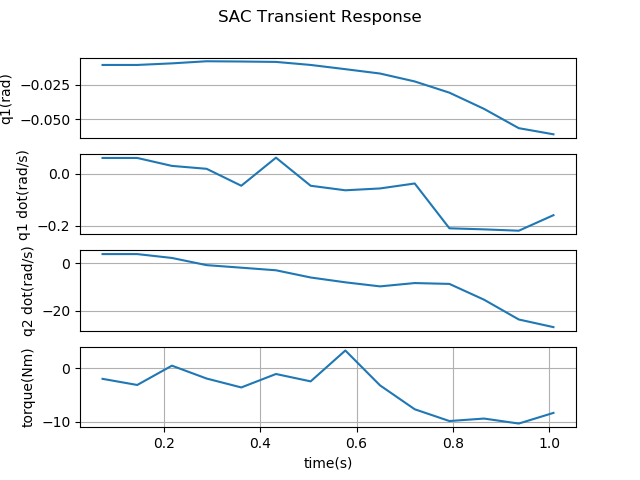 SAC Transient Response
q1(rad)
−0.025
−0.050
q1 dot(rad/s)
0.0
−0.2
q2 dot(rad/s)
0
−20
torque(Nm)
0
−10
0.2 0.4 0.6 0.8 1.0
time(s)